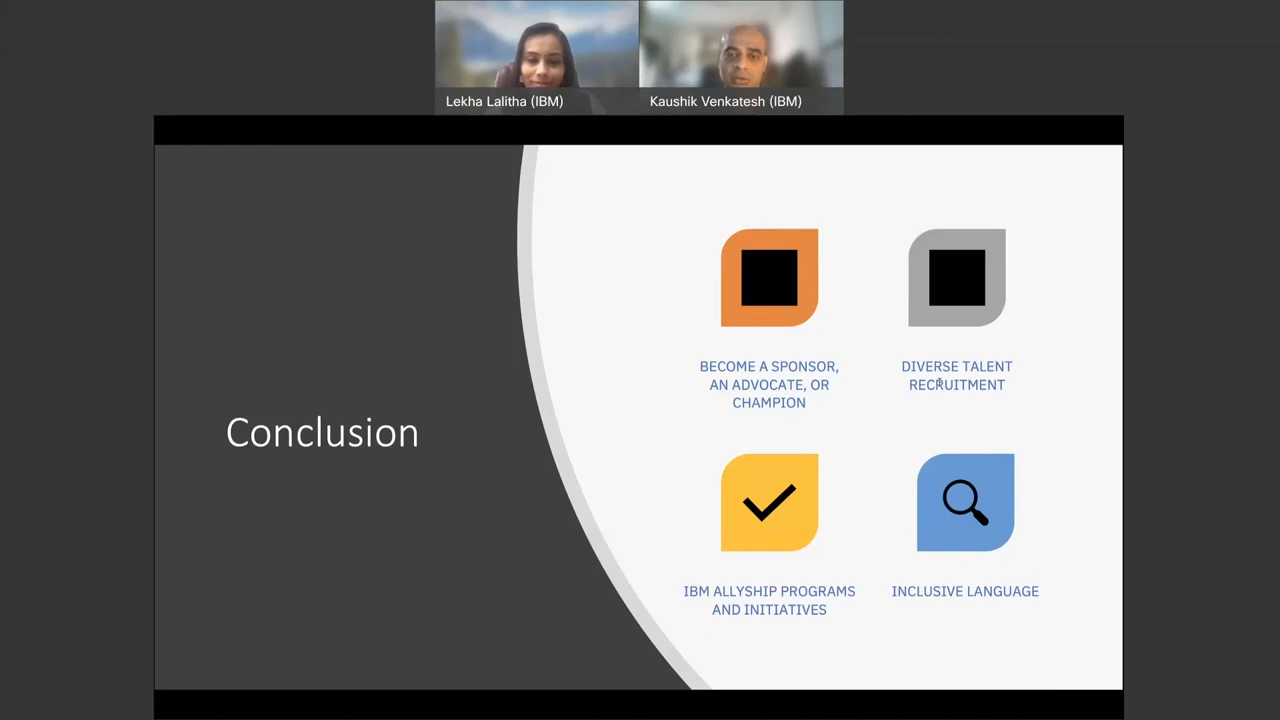 Lekha Lalitha (IBM)
Kaushik Venkatesh (IBM)
Conclusion
BECOME A SPONSOR,
AN ADVOCATE, OR
CHAMPION
DIVERSE TALENT
RECRUITMENT
IBM ALLYSHIP PROGRAMS
AND INITIATIVES
INCLUSIVE LANGUAGE